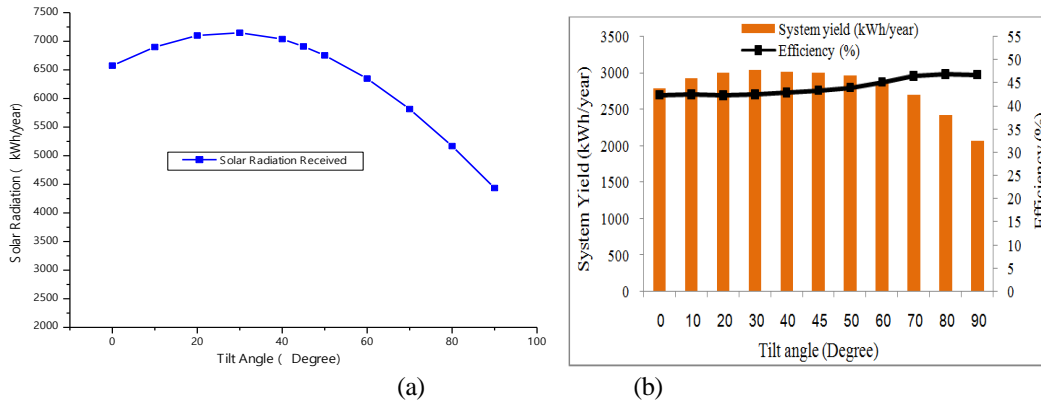 7500
7000
6500
6000
5500
5000
4500
4000
3500
3000
2500
2000
Solar Radiation ( kWh/year)
Solar Radiation Received
0 20 40 60 80 100
Tilt Angle ( Degree)
(a)
System yield (kWh/year)
Efficiency (%)
3500
3000
2500
2000
1500
1000
500
0
System Yield (kWh/year)
55
50
45
40
35
30
25
20
15
10
5
0
Efficiency (%)
0 10 20 30 40 45 50 60 70 80 90
Tilt angle (Degree)
(b)